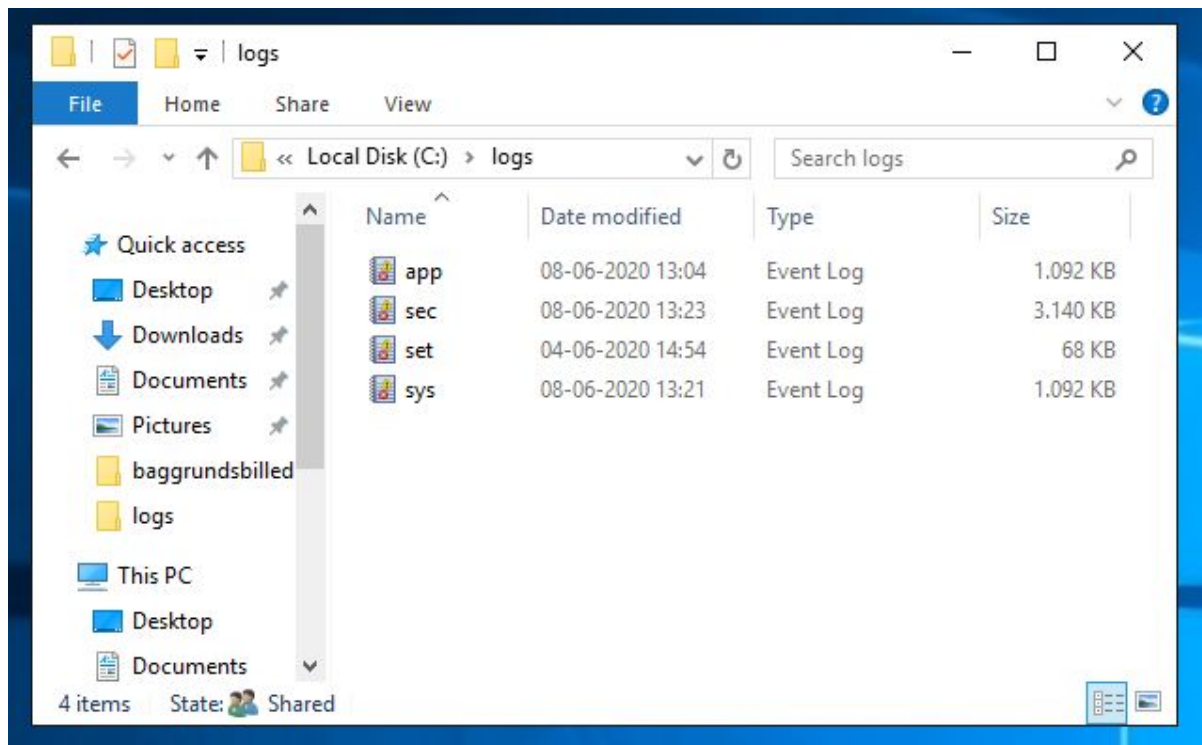 logs
File Home Share View
« Local Disk (C:) › logs
Search logs
Quick access
Desktop
Downloads
Documents
Pictures
baggrundsbilled
logs
This PC
Desktop
Documents
Name Date modified Type Size
app 08-06-2020 13:04 Event Log 1.092 KB
sec 08-06-2020 13:23 Event Log 3.140 KB
set 04-06-2020 14:54 Event Log 68 KB
sys 08-06-2020 13:21 Event Log 1.092 KB
4 items State: Shared